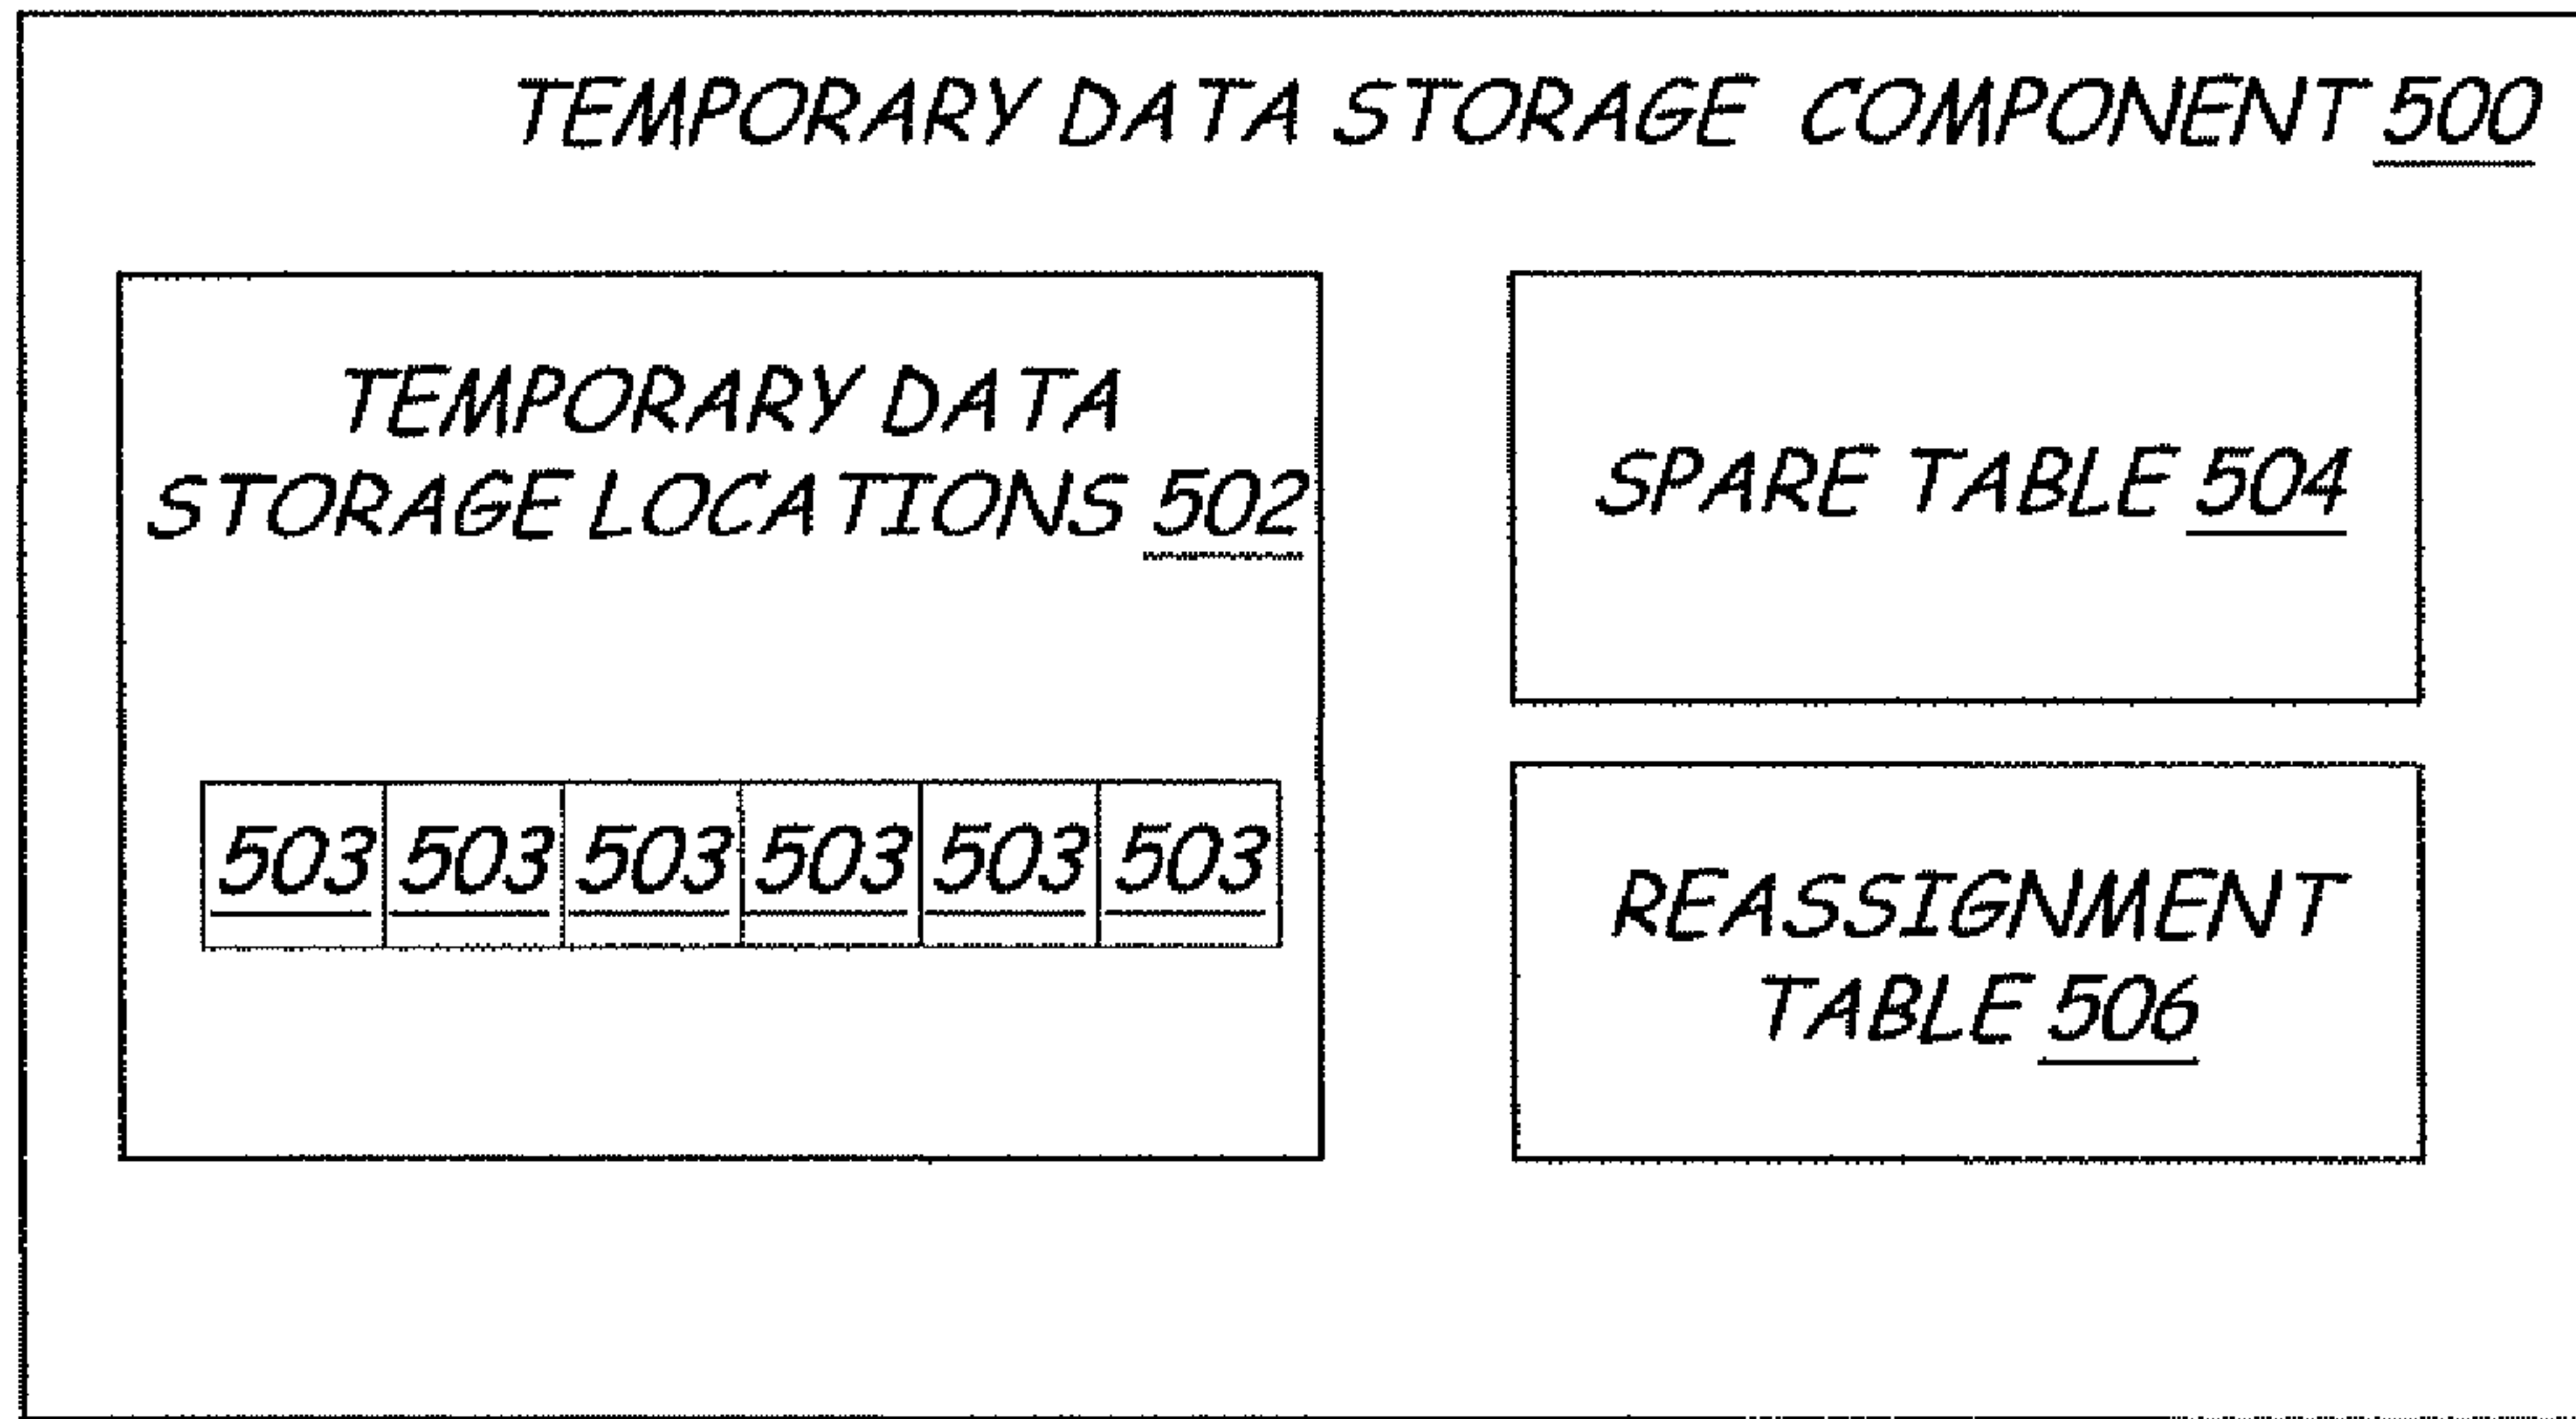 TEMPORARY DATA STORAGE COMPONENT 500
TEMPORARY DATA
STORAGE LOCATIONS 502
503 503 503 503 503 503
SPARE TABLE 504
REASSIGNMENT
TABLE 506